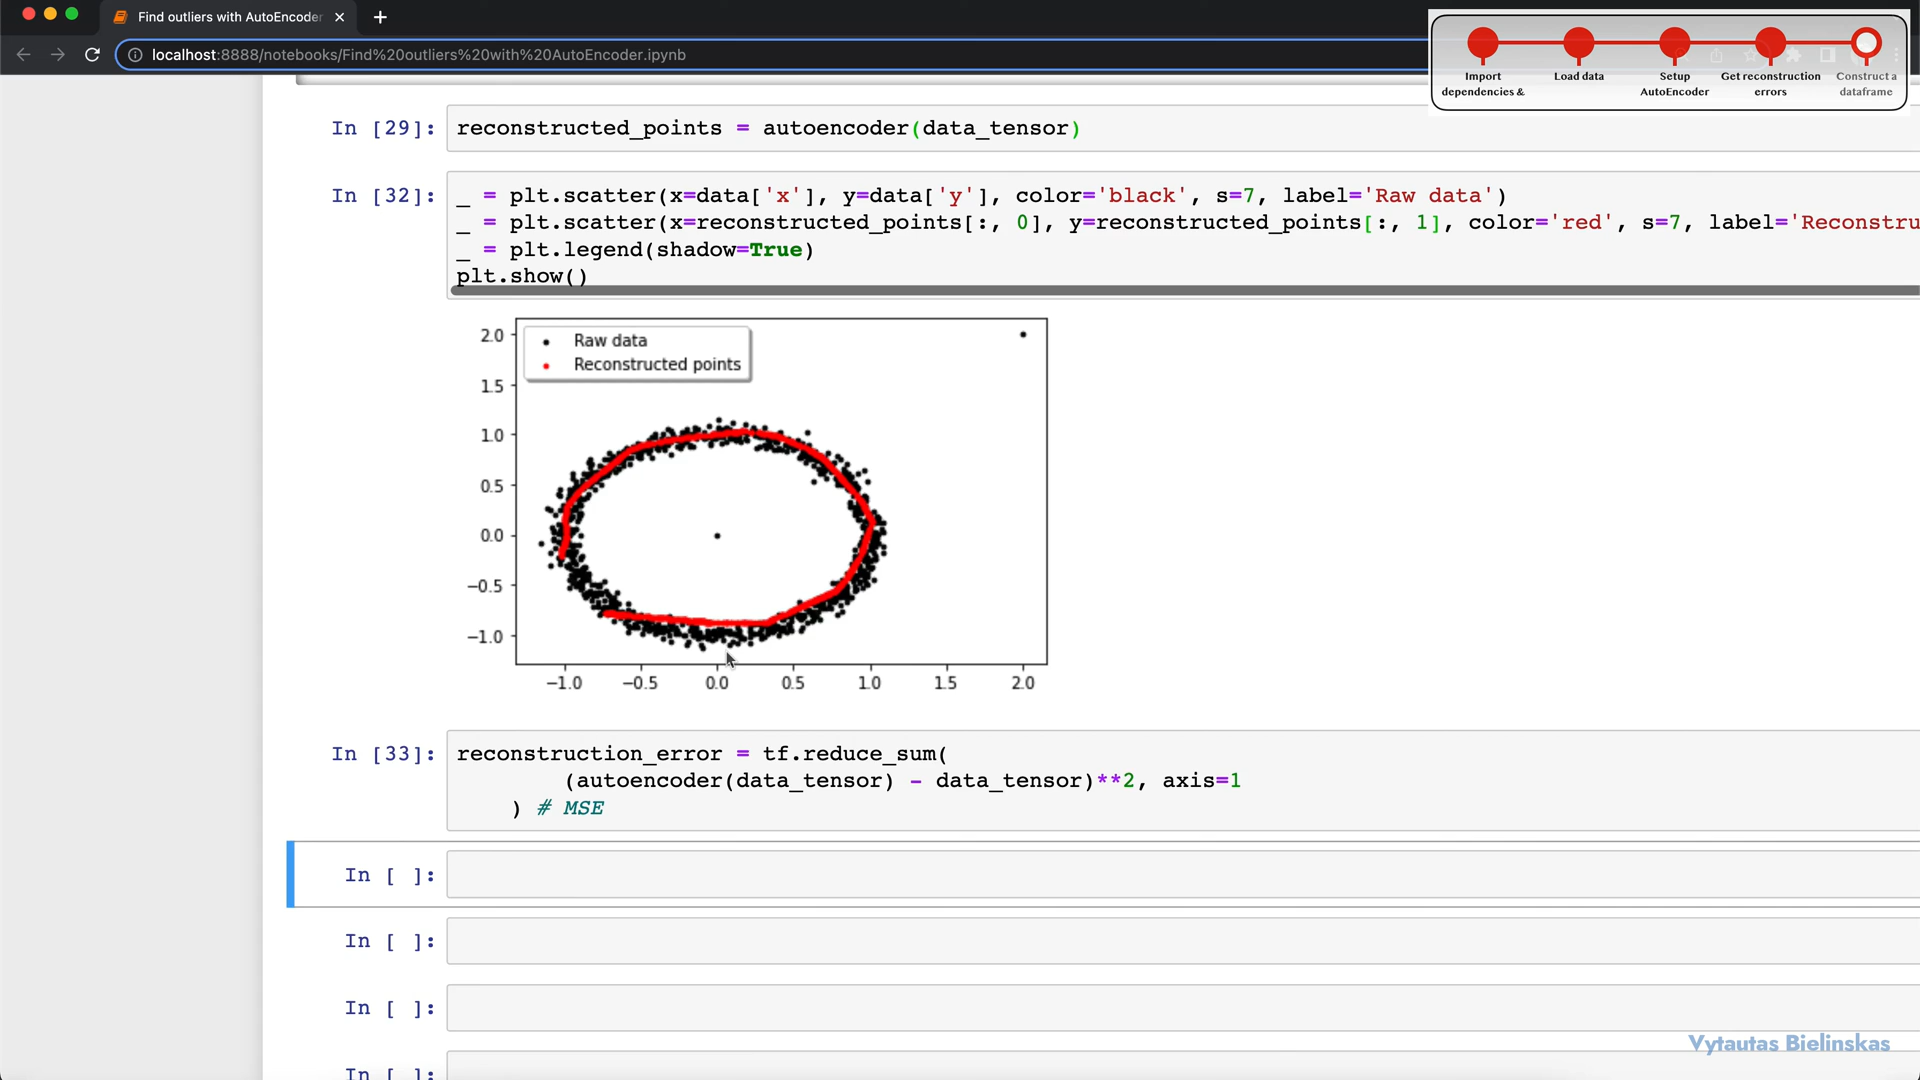 Find outliers with AutoEncoder
localhost:8888/notebooks/Find%20outliers%20with%20AutoEncoder.ipynb
Import dependencies &
Load data
Setup AutoEncoder
Get reconstruction errors
Construct a dataframe
In [29]: reconstructed_points = autoencoder(data_tensor)
In [32]: _ = plt.scatter(x=data['x'], y=data['y'], color='black', s=7, label='Raw data')
_ = plt.scatter(x=reconstructed_points[:, 0], y=reconstructed_points[:, 1], color='red', s=7, label='Reconstru
_ = plt.legend(shadow=True)
plt.show()
2.0
1.5
1.0
0.5
0.0
−0.5
−1.0
Raw data
Reconstructed points
−1.0 −0.5 0.0 0.5 1.0 1.5 2.0
In [33]: reconstruction_error = tf.reduce_sum(
(autoencoder(data_tensor) - data_tensor)**2, axis=1
) # MSE
In [ ]:
In [ ]:
In [ ]:
In [ ]:
Vytautas Bielinskas